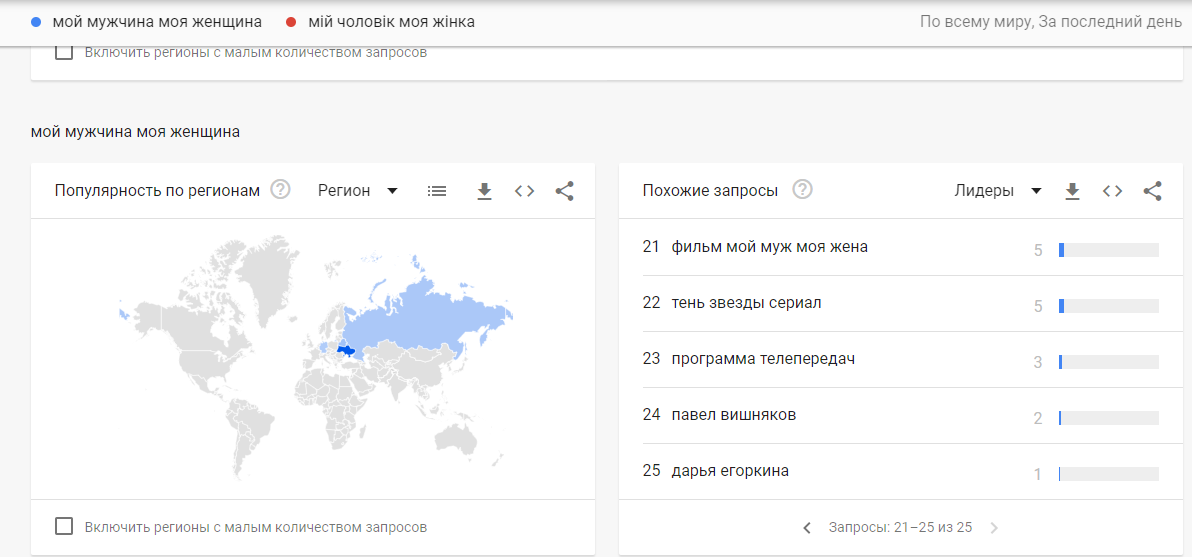 мой мужчина моя женщина
мій чоловік моя жінка
По всему миру, За последний день
Включить регионы с малым количеством запросов
мой мужчина моя женщина
Популярность по регионам ? Регион
Похожие запросы ? Лидеры
21 фильм мой муж моя жена 5
22 тень звезды сериал 5
23 программа телепередач 3
24 павел вишняков 2
25 дарья егоркина 1
Включить регионы с малым количеством запросов
Запросы: 21–25 из 25